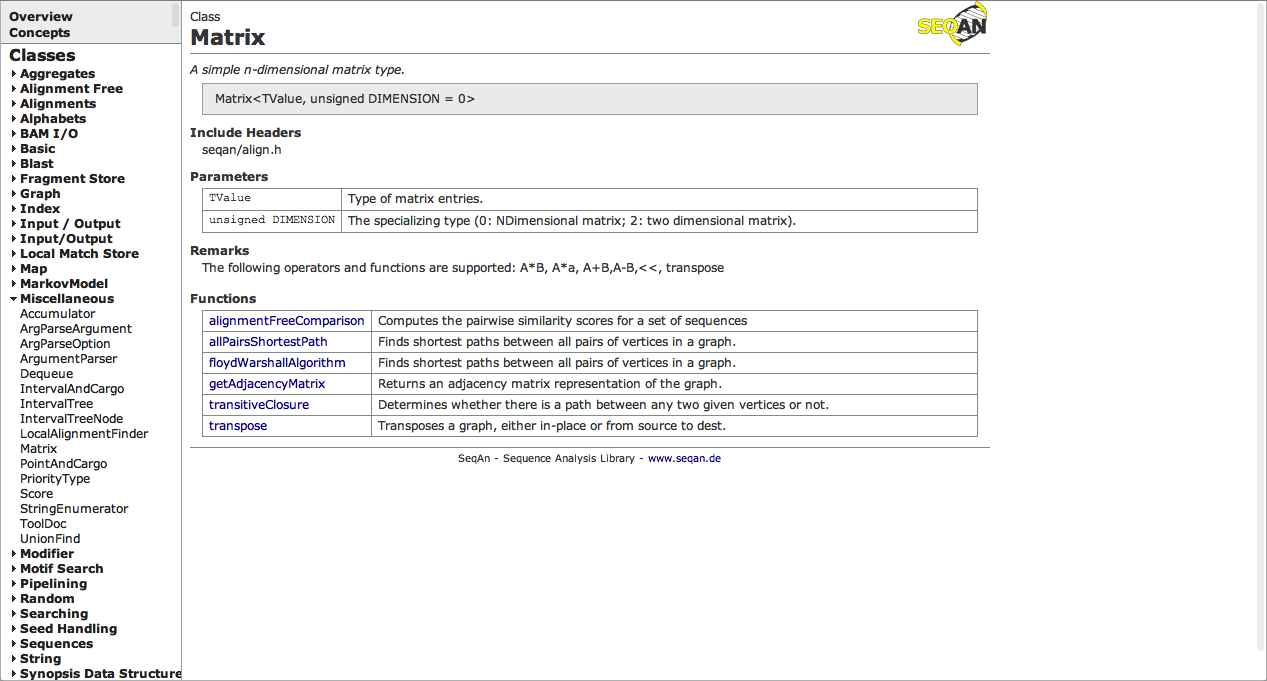 Overview
Concepts
Classes
Aggregates
Alignment Free
Alignments
Alphabets
BAM I/O
Basic
Blast
Fragment Store
Graph
Index
Input / Output
Input/Output
Local Match Store
Map
MarkovModel
Miscellaneous
Accumulator
ArgParseArgument
ArgParseOption
ArgumentParser
Dequeue
IntervalAndCargo
IntervalTree
IntervalTreeNode
LocalAlignmentFinder
Matrix
PointAndCargo
PriorityType
Score
StringEnumerator
ToolDoc
UnionFind
Modifier
Motif Search
Pipelining
Random
Searching
Seed Handling
Sequences
String
Synopsis Data Structure
Class
Matrix
SEQAN
A simple n-dimensional matrix type.
Matrix<TValue, unsigned DIMENSION = 0>
Include Headers
seqan/align.h
Parameters
TValue Type of matrix entries.
unsigned DIMENSION The specializing type (0: NDimensional matrix; 2: two dimensional matrix).
Remarks
The following operators and functions are supported: A*B, A*a, A+B,A-B,<<, transpose
Functions
alignmentFreeComparison Computes the pairwise similarity scores for a set of sequences
allPairsShortestPath Finds shortest paths between all pairs of vertices in a graph.
floydWarshallAlgorithm Finds shortest paths between all pairs of vertices in a graph.
getAdjacencyMatrix Returns an adjacency matrix representation of the graph.
transitiveClosure Determines whether there is a path between any two given vertices or not.
transpose Transposes a graph, either in-place or from source to dest.
SeqAn - Sequence Analysis Library - www.seqan.de